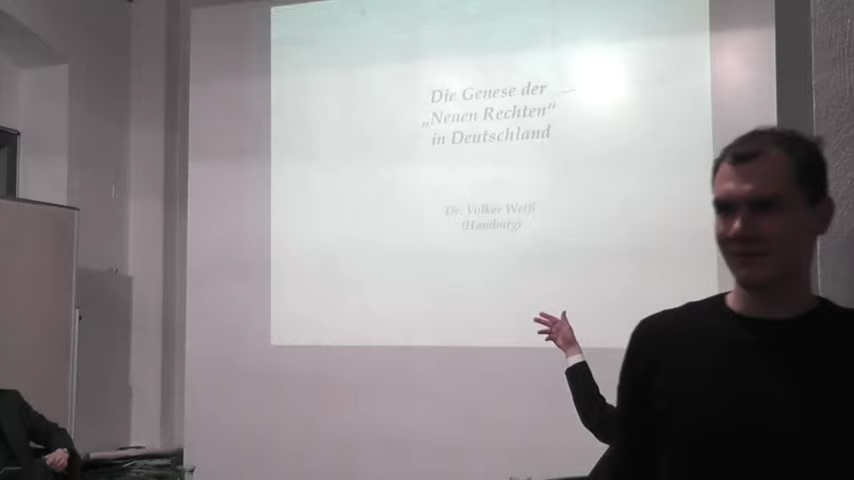 Die Genese der
„Neuen Rechten“
in Deutschland
Dr. Volker Weiß
(Hamburg)